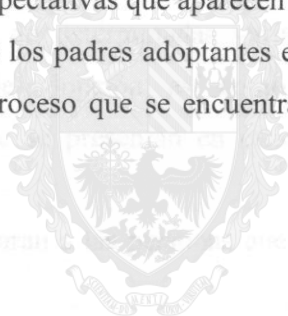 pectativas que aparecen
los padres adoptantes e
roceso que se encuentra